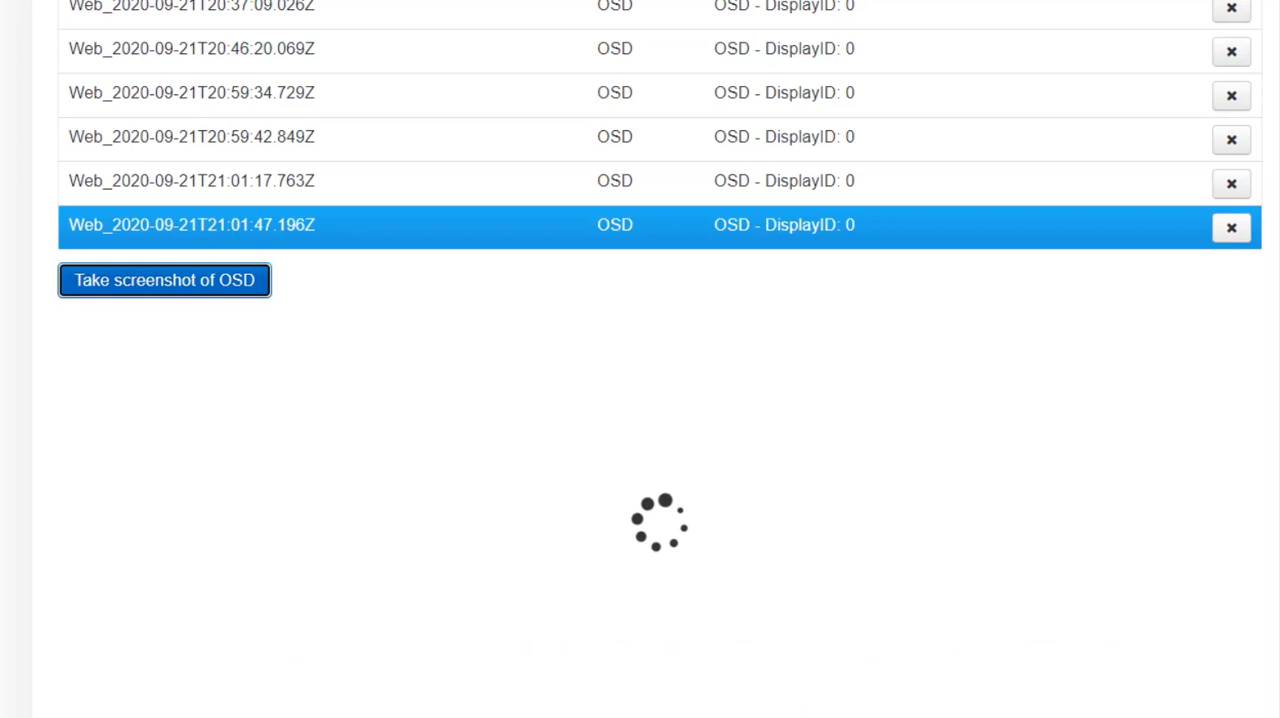 Web_2020-09-21T20:37:09.026Z OSD OSD - DisplayID: 0
Web_2020-09-21T20:46:20.069Z OSD OSD - DisplayID: 0
Web_2020-09-21T20:59:34.729Z OSD OSD - DisplayID: 0
Web_2020-09-21T20:59:42.849Z OSD OSD - DisplayID: 0
Web_2020-09-21T21:01:17.763Z OSD OSD - DisplayID: 0
Web_2020-09-21T21:01:47.196Z OSD OSD - DisplayID: 0
Take screenshot of OSD